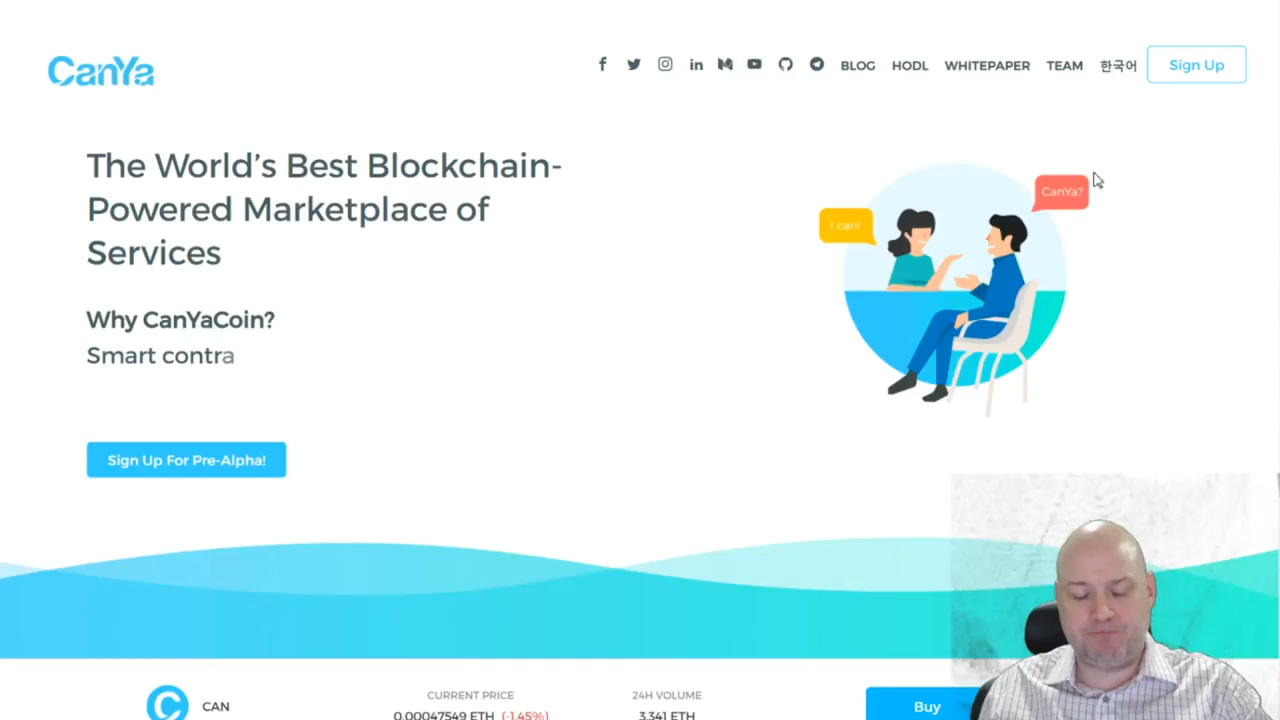 CanYa
BLOG HODL WHITEPAPER TEAM 한국어 Sign Up
The World's Best Blockchain-
Powered Marketplace of
Services
Why CanYaCoin?
Smart contra
Sign Up For Pre-Alpha!
CanYa?
I can!
CAN
CURRENT PRICE
0.00047549 ETH (-1.45%)
24H VOLUME
3.341 ETH
Buy